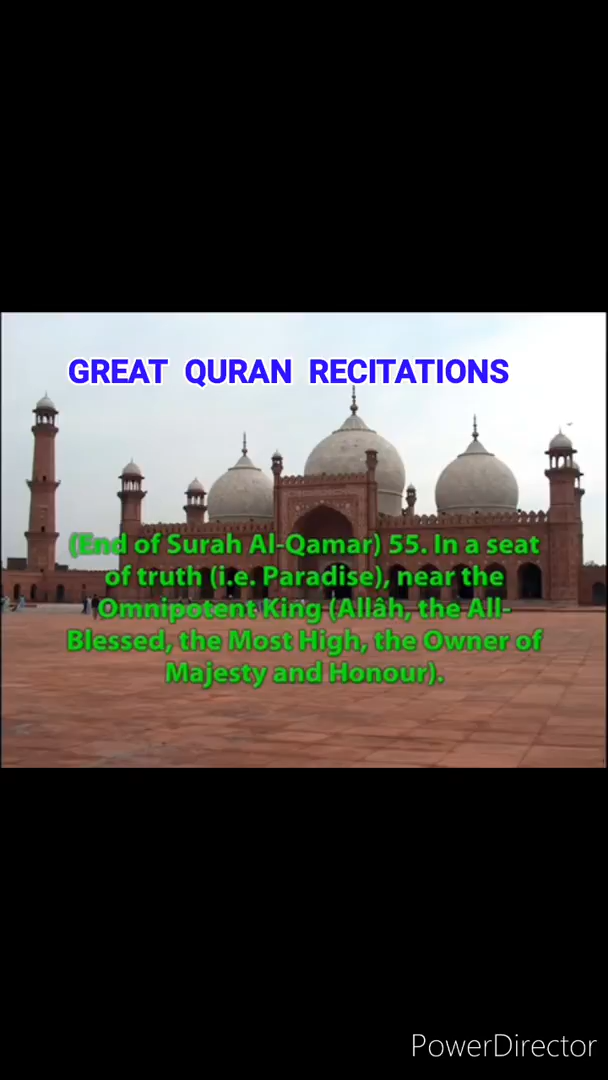 GREAT QURAN RECITATIONS
(End of Surah Al-Qamar) 55. In a seat
of truth (i.e. Paradise), near the
Omnipotent King (Allâh, the All-
Blessed, the Most High, the Owner of
Majesty and Honour).
PowerDirector